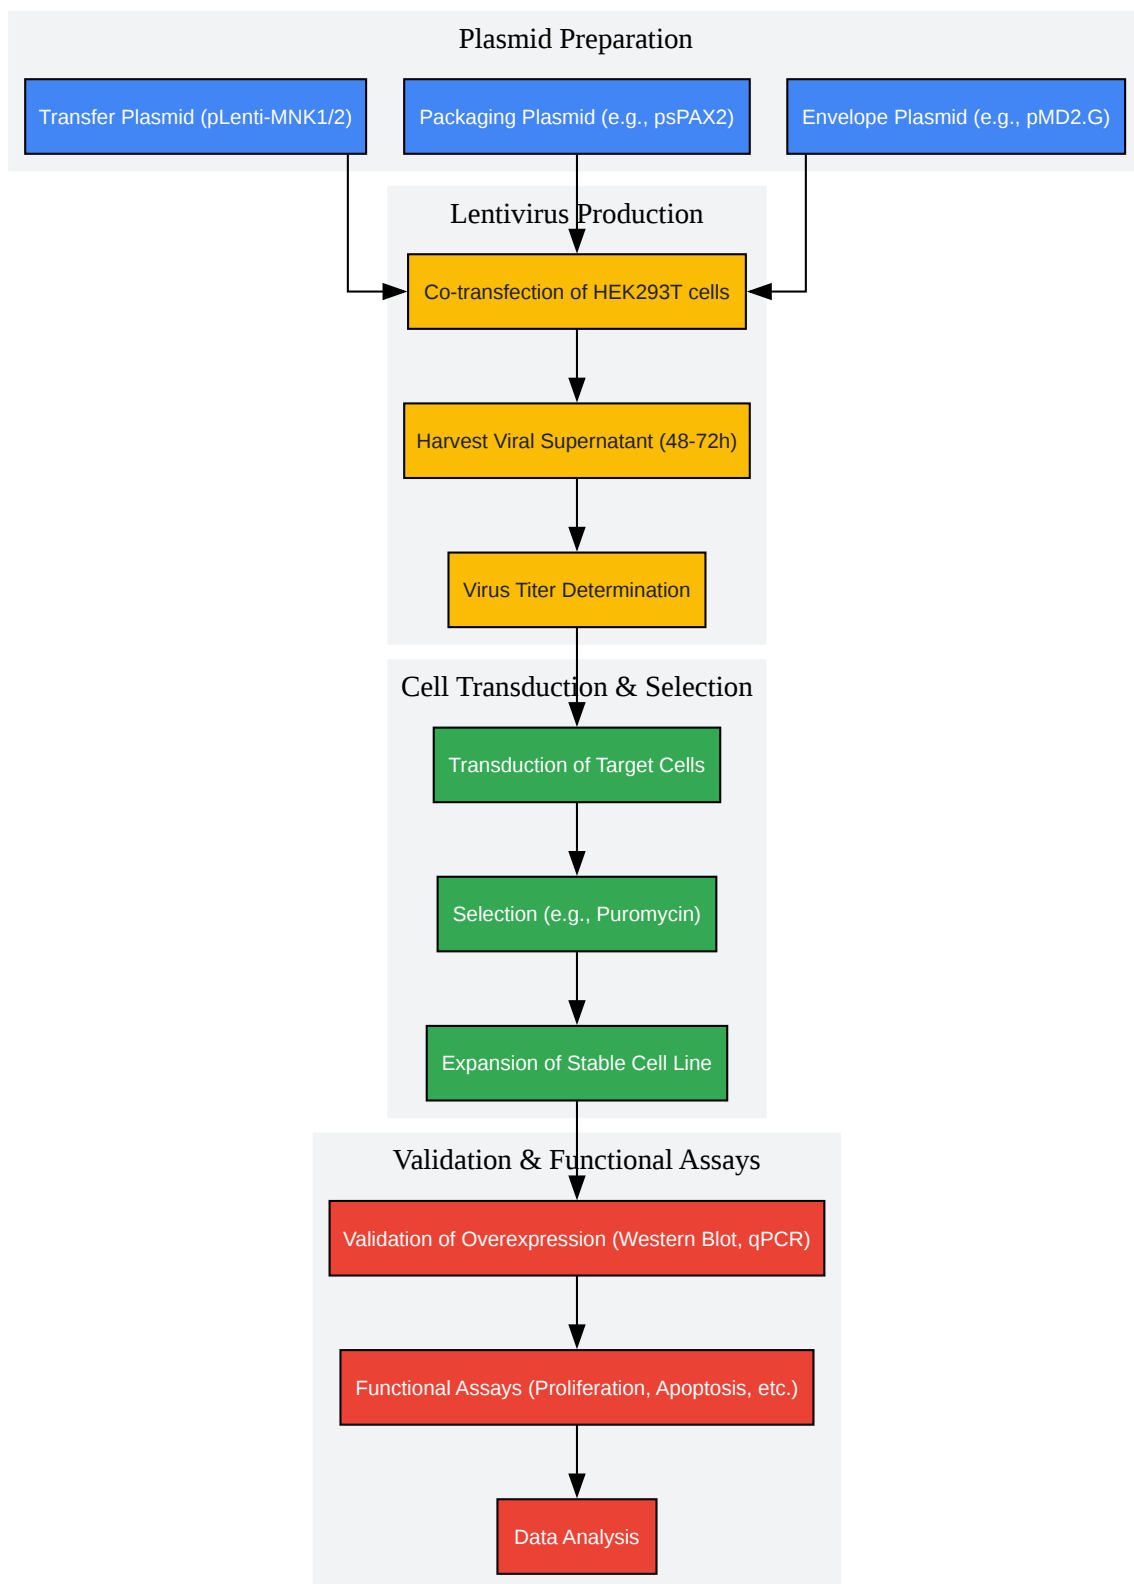 Plasmid Preparation
Transfer Plasmid (pLenti-MNK1/2)
Packaging Plasmid (e.g., psPAX2)
Envelope Plasmid (e.g., pMD2.G)
Lentivirus Production
Co-transfection of HEK293T cells
Harvest Viral Supernatant (48-72h)
Virus Titer Determination
Cell Transduction & Selection
Transduction of Target Cells
Selection (e.g., Puromycin)
Expansion of Stable Cell Line
Validation & Functional Assays
Validation of Overexpression (Western Blot, qPCR)
Functional Assays (Proliferation, Apoptosis, etc.)
Data Analysis